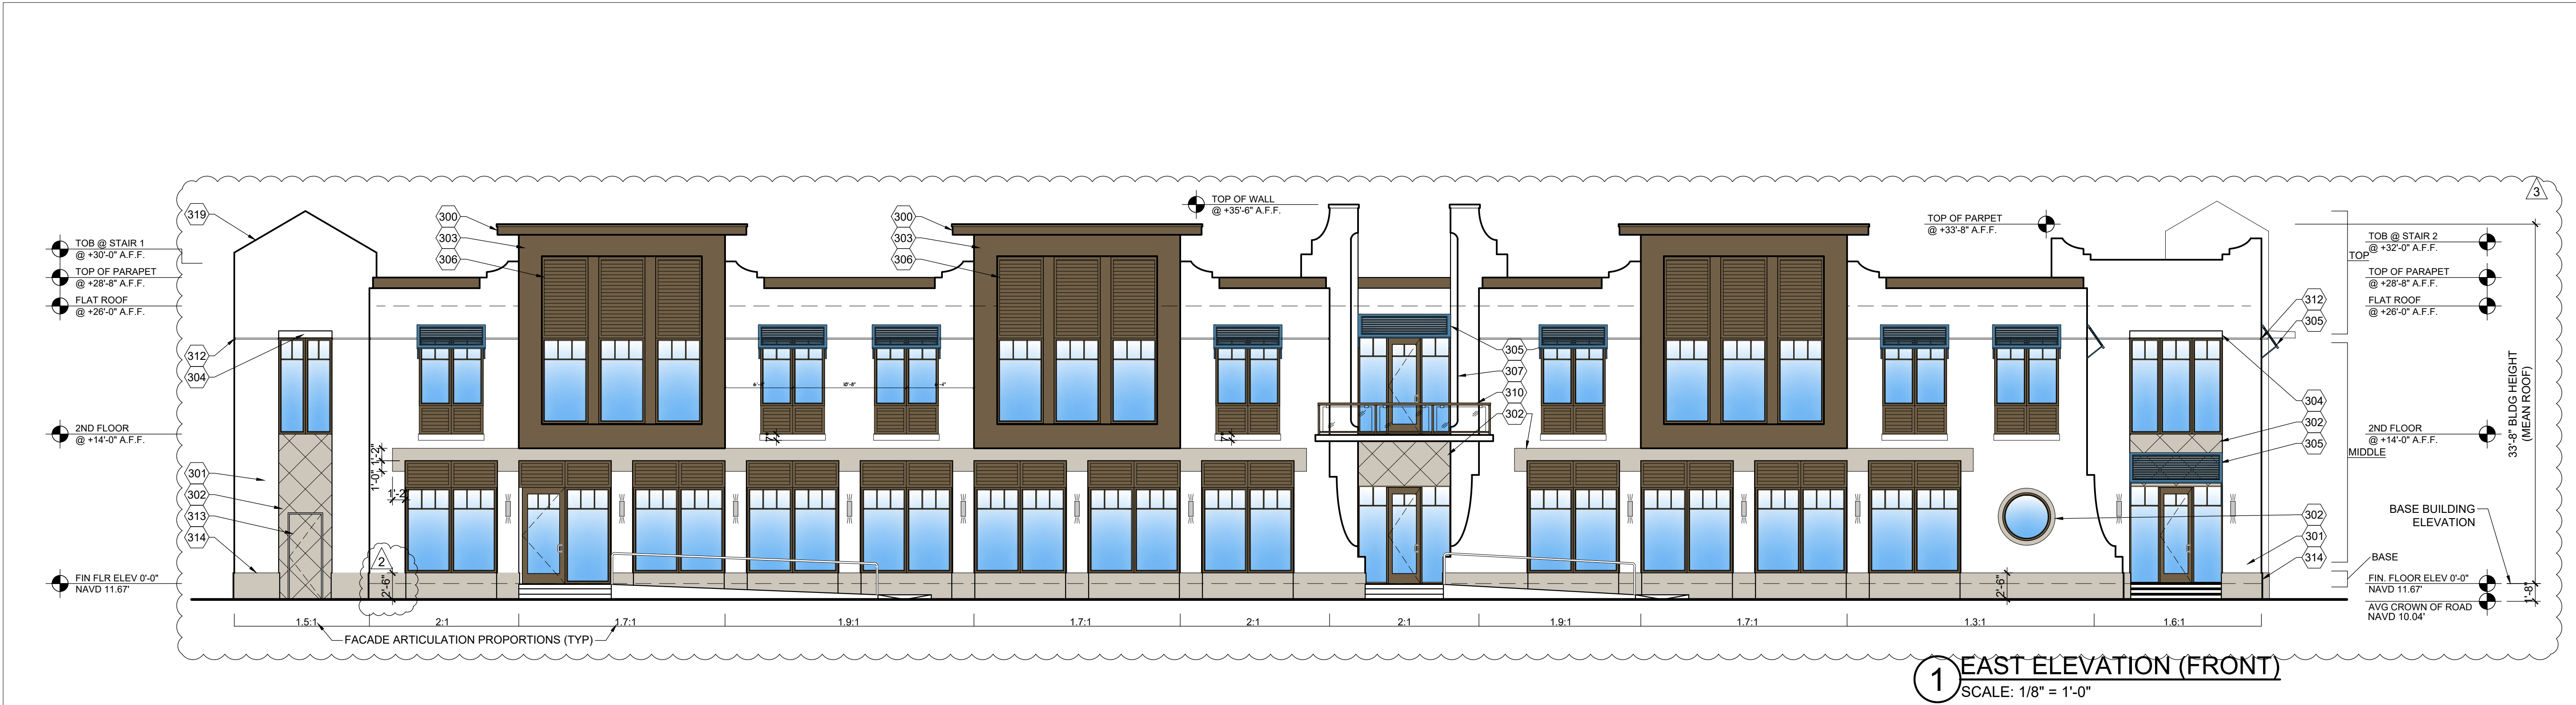 3
319
300
303
306
300
303
306
TOP OF WALL
@ +35'-6" A.F.F.
TOP OF PARPET
@ +33'-8" A.F.F.
TOB @ STAIR 1
@ +30'-0" A.F.F.
TOP OF PARAPET
@ +28'-8" A.F.F.
FLAT ROOF
@ +26'-0" A.F.F.
TOB @ STAIR 2
@ +32'-0" A.F.F.
TOP
TOP OF PARAPET
@ +28'-8" A.F.F.
FLAT ROOF
@ +26'-0" A.F.F.
312
305
312
304
305
307
310
302
304
302
305
33'-8" BLDG HEIGHT
(MEAN ROOF)
2ND FLOOR
@ +14'-0" A.F.F.
2ND FLOOR
@ +14'-0" A.F.F.
MIDDLE
7"
7"
1'-2"
1'-0"
1'-2"
301
302
313
314
302
301
314
BASE BUILDING
ELEVATION
BASE
2
2'-6"
2'-6"
FIN FLR ELEV 0'-0"
NAVD 11.67'
FIN. FLOOR ELEV 0'-0"
NAVD 11.67'
1'-8"
AVG CROWN OF ROAD
NAVD 10.04'
1.5:1
2:1
1.7:1
1.9:1
1.7:1
2:1
2:1
1.9:1
1.7:1
1.3:1
1.6:1
FACADE ARTICULATION PROPORTIONS (TYP)
1
EAST ELEVATION (FRONT)
SCALE: 1/8" = 1'-0"